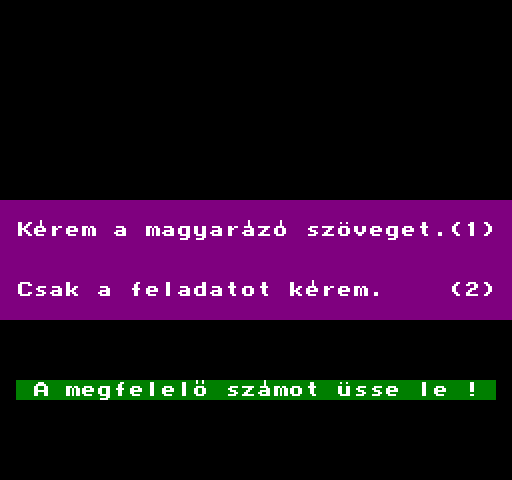 Kérem a magyarázó szöveget.(1)
Csak a feladatot kérem. (2)
A megfelelö számot üsse le !